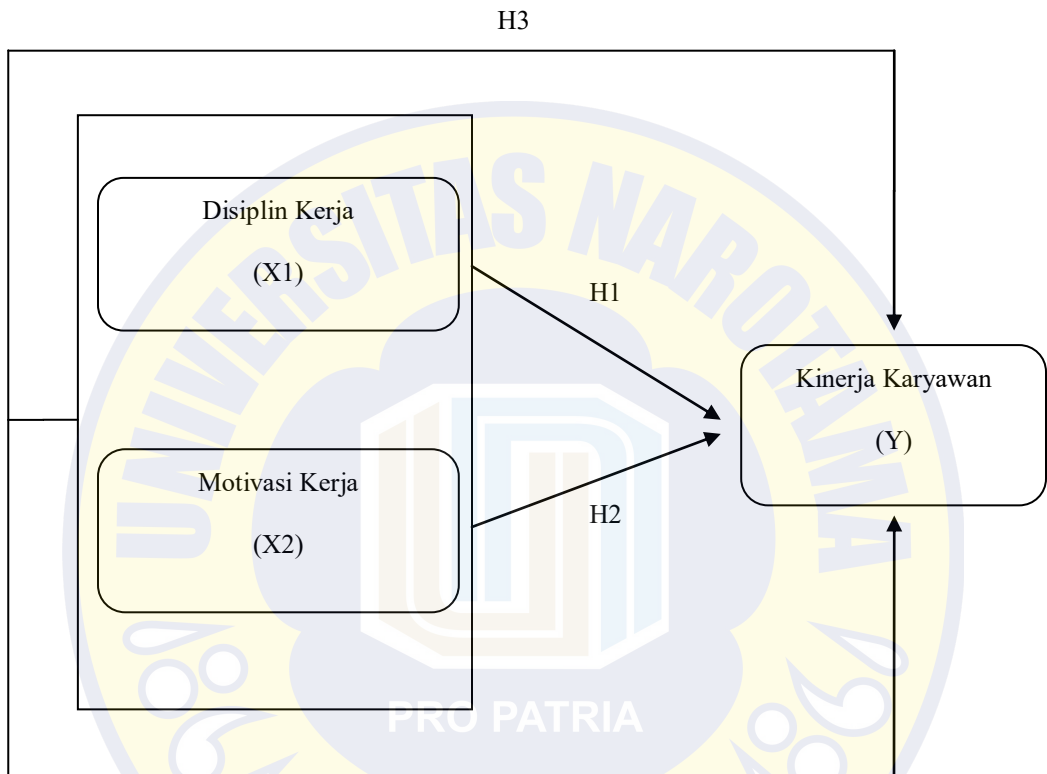 H3
Disiplin Kerja
(X1)
H1
Kinerja Karyawan
(Y)
Motivasi Kerja
(X2)
H2
UNIVERSITAS NAROTAMA
PRO PATRIA